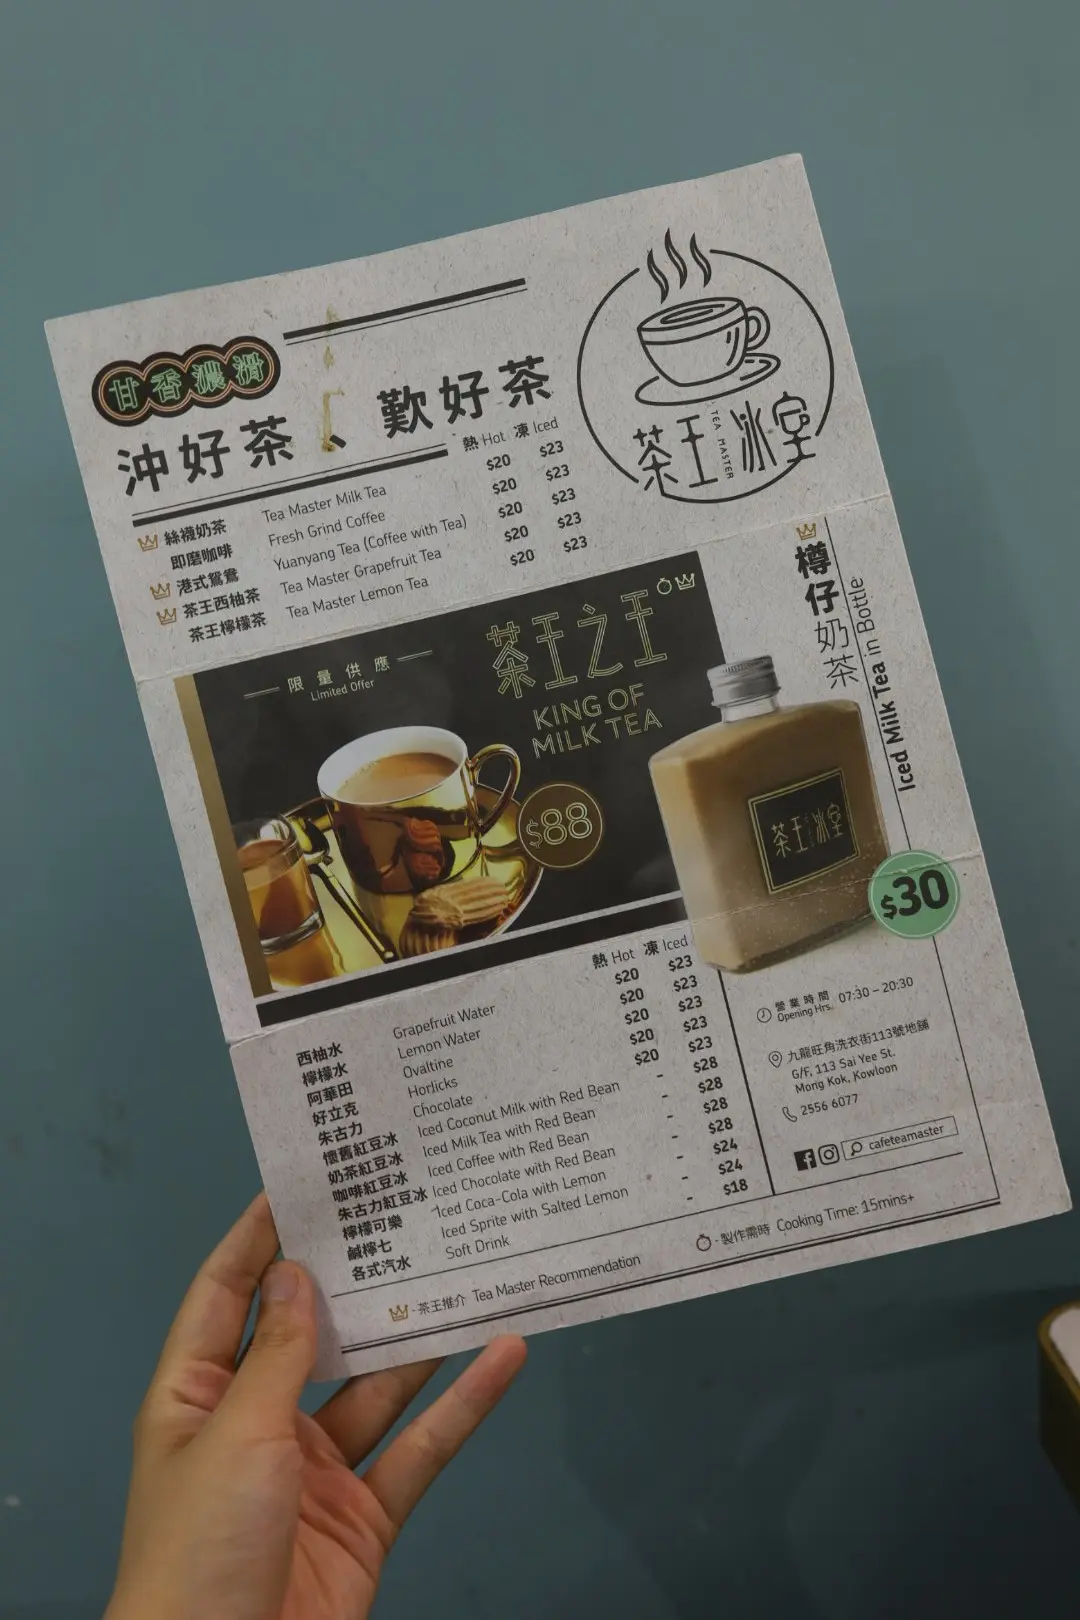 甘香濃滑
沖好茶、歎好茶
茶王冰室
TEA MASTER
熱 Hot 凍 Iced
絲襪奶茶 Tea Master Milk Tea $20 $23
即磨咖啡 Fresh Grind Coffee $20 $23
港式鴛鴦 Yuanyang Tea (Coffee with Tea) $20 $23
茶王西柚茶 Tea Master Grapefruit Tea $20 $23
茶王檸檬茶 Tea Master Lemon Tea $20 $23
限量供應
Limited Offer
茶王之王
KING OF
MILK TEA
$88
樽仔奶茶
Iced Milk Tea in Bottle
茶王冰室
$30
熱 Hot 凍 Iced
西柚水 Grapefruit Water $20 $23
檸檬水 Lemon Water $20 $23
阿華田 Ovaltine $20 $23
好立克 Horlicks $20 $23
朱古力 Chocolate $20 $23
懷舊紅豆冰 Iced Coconut Milk with Red Bean - $28
奶茶紅豆冰 Iced Milk Tea with Red Bean - $28
咖啡紅豆冰 Iced Coffee with Red Bean - $28
朱古力紅豆冰 Iced Chocolate with Red Bean - $28
檸檬可樂 Iced Coca-Cola with Lemon - $24
鹹檸七 Iced Sprite with Salted Lemon - $24
各式汽水 Soft Drink - $18
營業時間 07:30 – 20:30
Opening Hrs.
九龍旺角洗衣街113號地舖
G/F, 113 Sai Yee St.
Mong Kok, Kowloon
2556 6077
cafeteamaster
- 茶王推介 Tea Master Recommendation
- 製作需時 Cooking Time: 15mins+